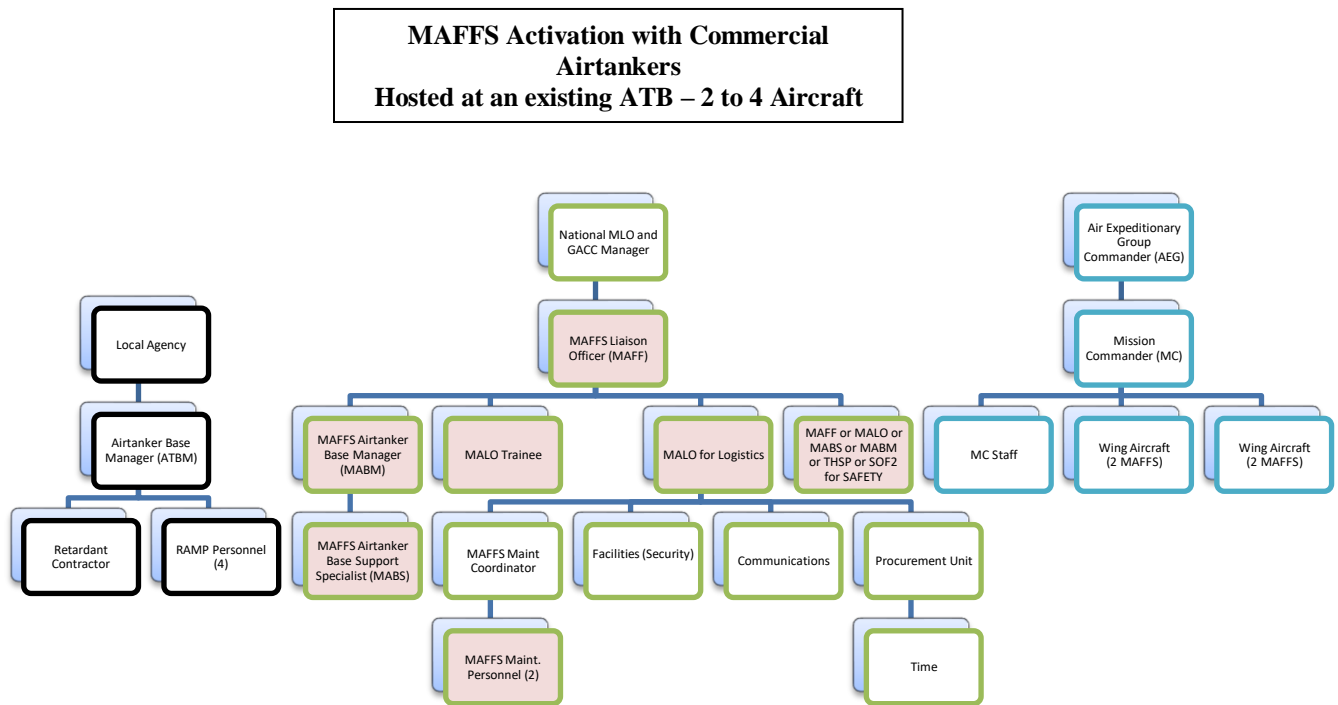 MAFFS Activation with Commercial
Airtankers
Hosted at an existing ATB – 2 to 4 Aircraft
National MLO and
GACC Manager
Air Expeditionary
Group
Commander (AEG)
Local Agency
MAFFS Liaison
Officer (MAFF)
Mission
Commander (MC)
Airtanker Base
Manager (ATBM)
MAFFS Airtanker
Base Manager
(MABM)
MALO Trainee
MALO for Logistics
MAFF or MALO or
MABS or MABM
or THSP or SOF2
for SAFETY
MC Staff
Wing Aircraft
(2 MAFFS)
Wing Aircraft
(2 MAFFS)
Retardant
Contractor
RAMP Personnel
(4)
MAFFS Airtanker
Base Support
Specialist (MABS)
MAFFS Maint
Coordinator
Facilities (Security)
Communications
Procurement Unit
MAFFS Maint.
Personnel (2)
Time